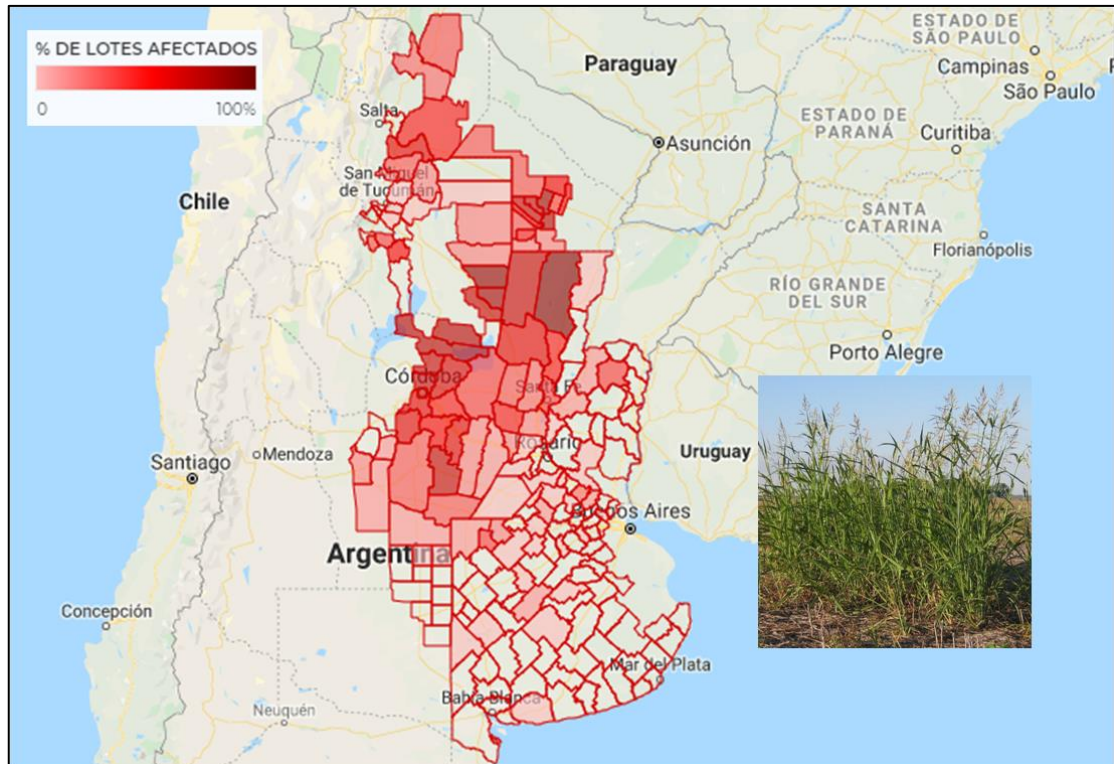 % DE LOTES AFECTADOS
0
100%
ESTADO DE
SÃO PAULO
Campinas
São Paulo
Paraguay
Salta
ESTADO DE
PARANÁ
Asunción
Curitiba
San Miguel
de Tucumán
Chile
SANTA
CATARINA
Florianópolis
RÍO GRANDE
DEL SUR
Porto Alegre
Córdoba
Santa Fe
Rosario
Uruguay
Mendoza
Santiago
Buenos Aires
Argentina
Concepción
Mar del Plata
Bahía Blanca
Neuquén